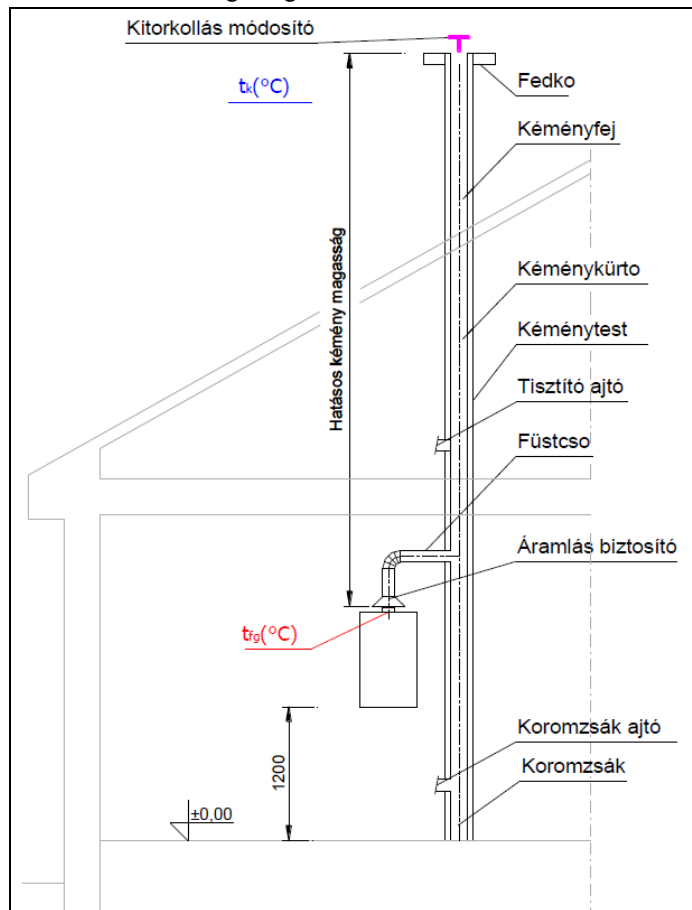 Kitorkollás módosító
tk(°C)
Fedko
Kéményfej
Hatásos kémény magasság
Kéménykürto
Kéménytest
Tisztító ajtó
Füstcso
Áramlás biztosító
tfg(°C)
Koromzsák ajtó
Koromzsák
1200
±0,00